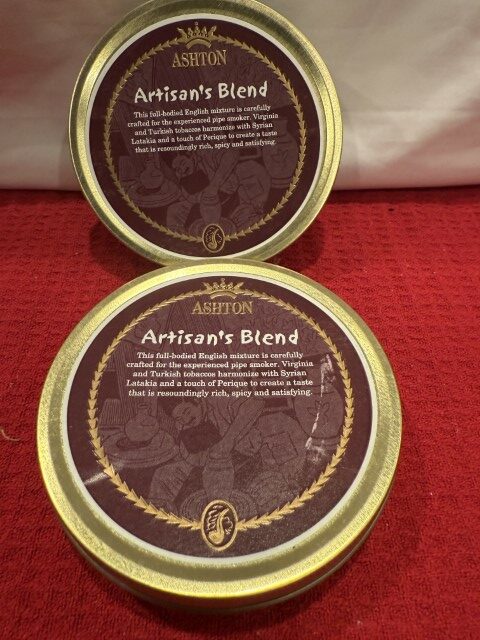 ASHTON
Artisan's Blend
This full-bodied English mixture is carefully
crafted for the experienced pipe smoker. Virginia
and Turkish tobaccos harmonize with Syrian
Latakia and a touch of Perique to create a taste
that is resoundingly rich, spicy and satisfying.
ASHTON
Artisan's Blend
This full-bodied English mixture is carefully
crafted for the experienced pipe smoker. Virginia
and Turkish tobaccos harmonize with Syrian
Latakia and a touch of Perique to create a taste
that is resoundingly rich, spicy and satisfying.